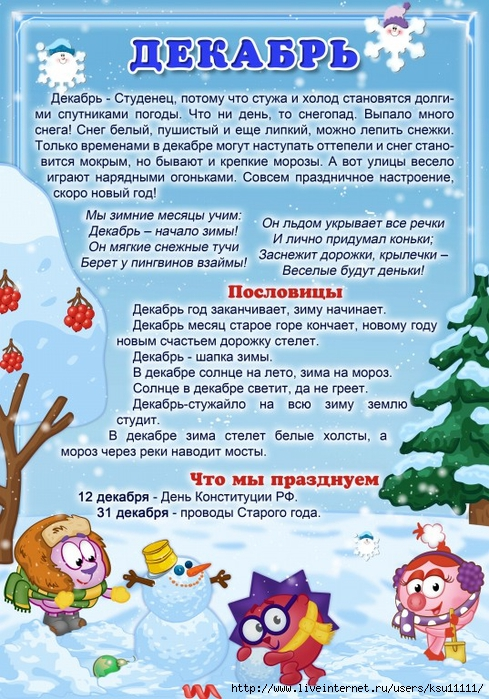 ДЕКАБРЬ
Декабрь - Студенец, потому что стужа и холод становятся долги-
ми спутниками погоды. Что ни день, то снегопад. Выпало много
снега! Снег белый, пушистый и еще липкий, можно лепить снежки.
Только временами в декабре могут наступать оттепели и снег стано-
вится мокрым, но бывают и крепкие морозы. А вот улицы весело
играют нарядными огоньками. Совсем праздничное настроение,
скоро новый год!
Мы зимние месяцы учим:
Декабрь – начало зимы!
Он мягкие снежные тучи
Берет у пингвинов взаймы!
Он льдом укрывает все речки
И лично придумал коньки;
Заснежит дорожки, крылечки –
Веселые будут деньки!
Пословицы
Декабрь год заканчивает, зиму начинает.
Декабрь месяц старое горе кончает, новому году
новым счастьем дорожку стелет.
Декабрь - шапка зимы.
В декабре солнце на лето, зима на мороз.
Солнце в декабре светит, да не греет.
Декабрь-стужайло на всю зиму землю
студит.
В декабре зима стелет белые холсты, а
мороз через реки наводит мосты.
Что мы празднуем
12 декабря - День Конституции РФ.
31 декабря - проводы Старого года.
http://www.liveinternet.ru/users/ksu11111/